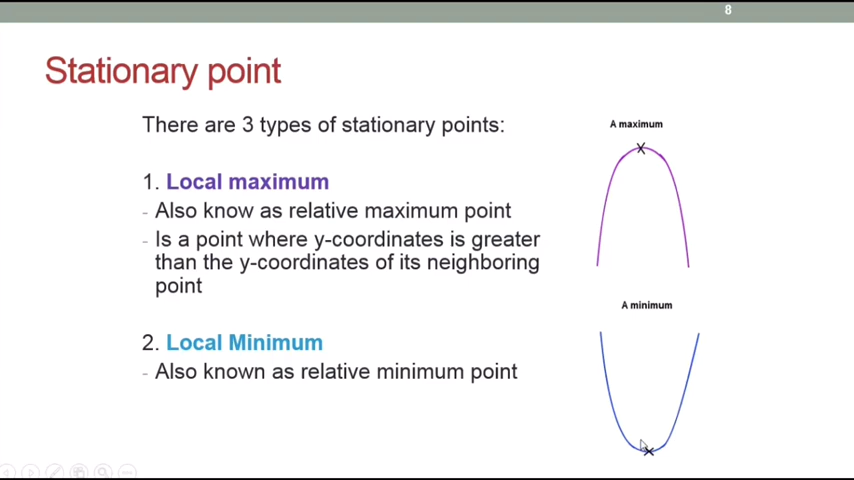 8
Stationary point
There are 3 types of stationary points:
A maximum
1. Local maximum
- Also know as relative maximum point
- Is a point where y-coordinates is greater
than the y-coordinates of its neighboring
point
A minimum
2. Local Minimum
- Also known as relative minimum point